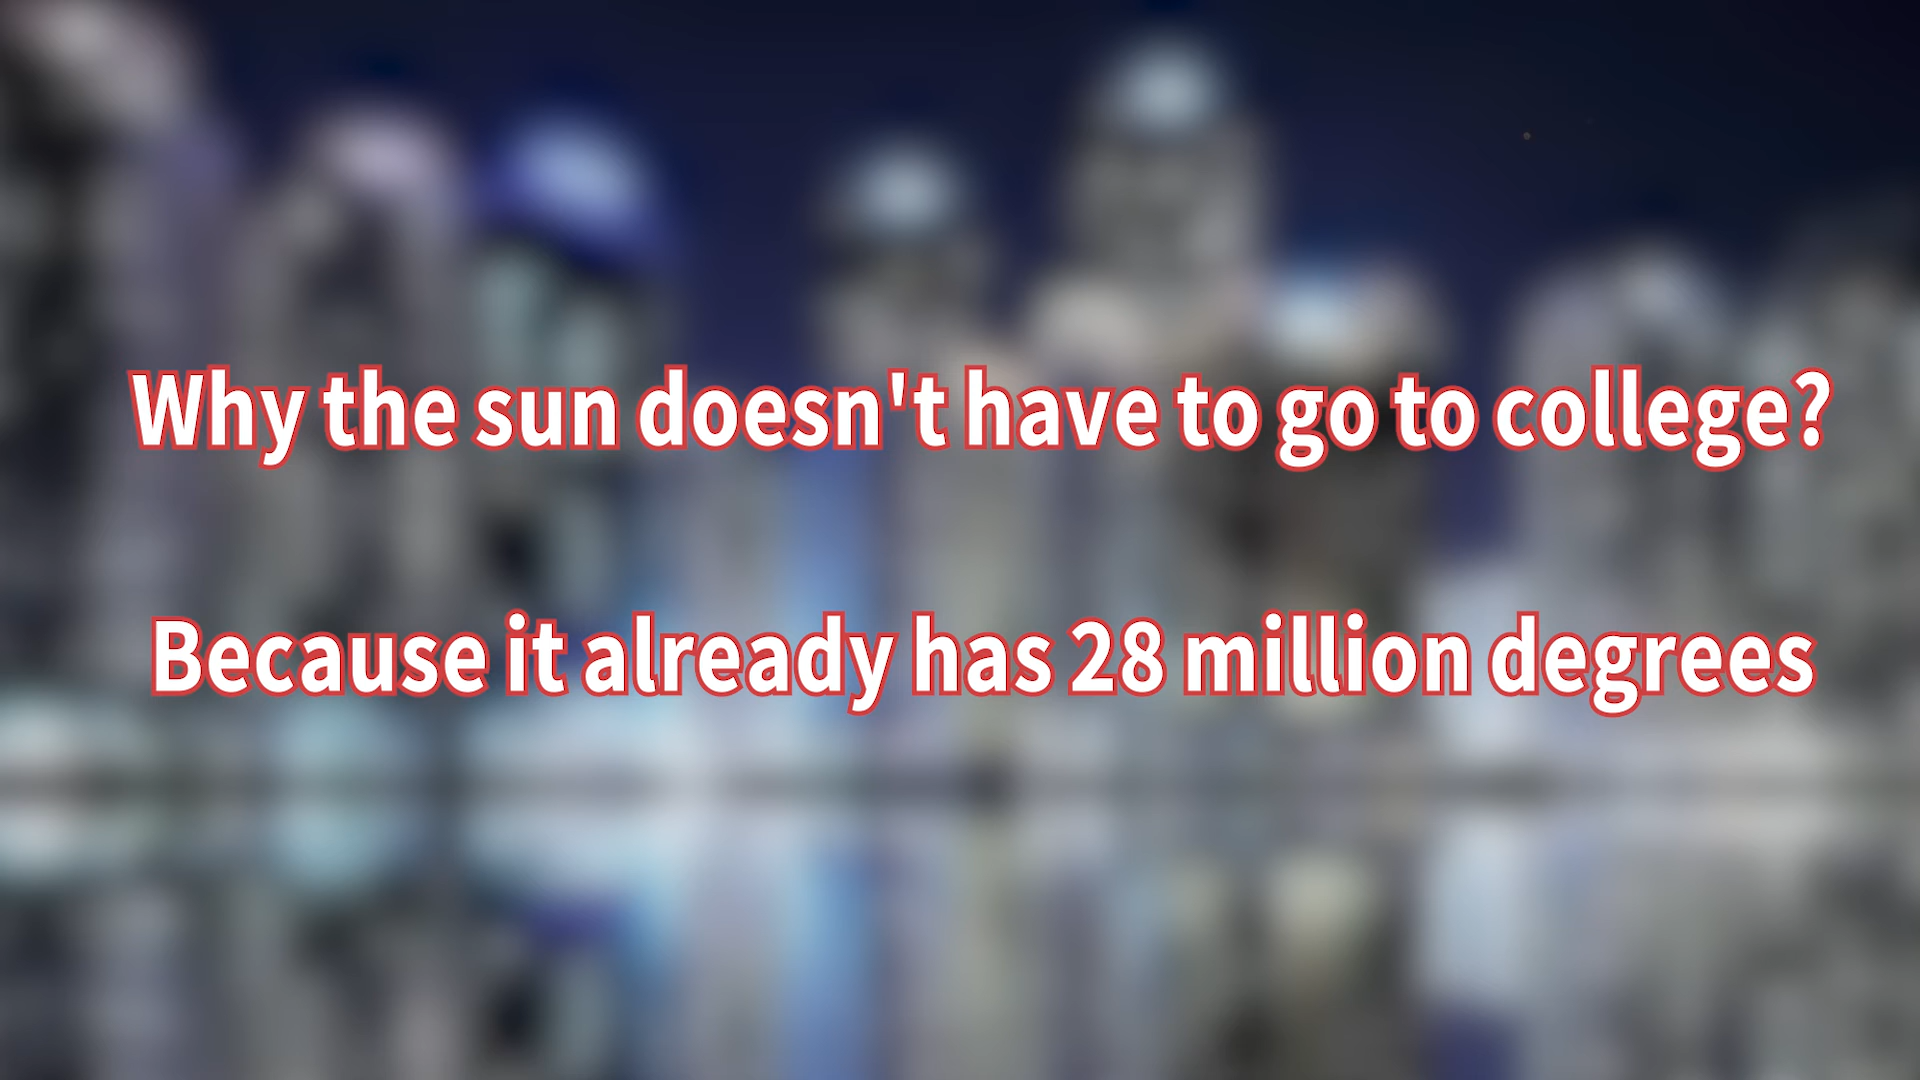 Why the sun doesn't have to go to college?
Because it already has 28 million degrees